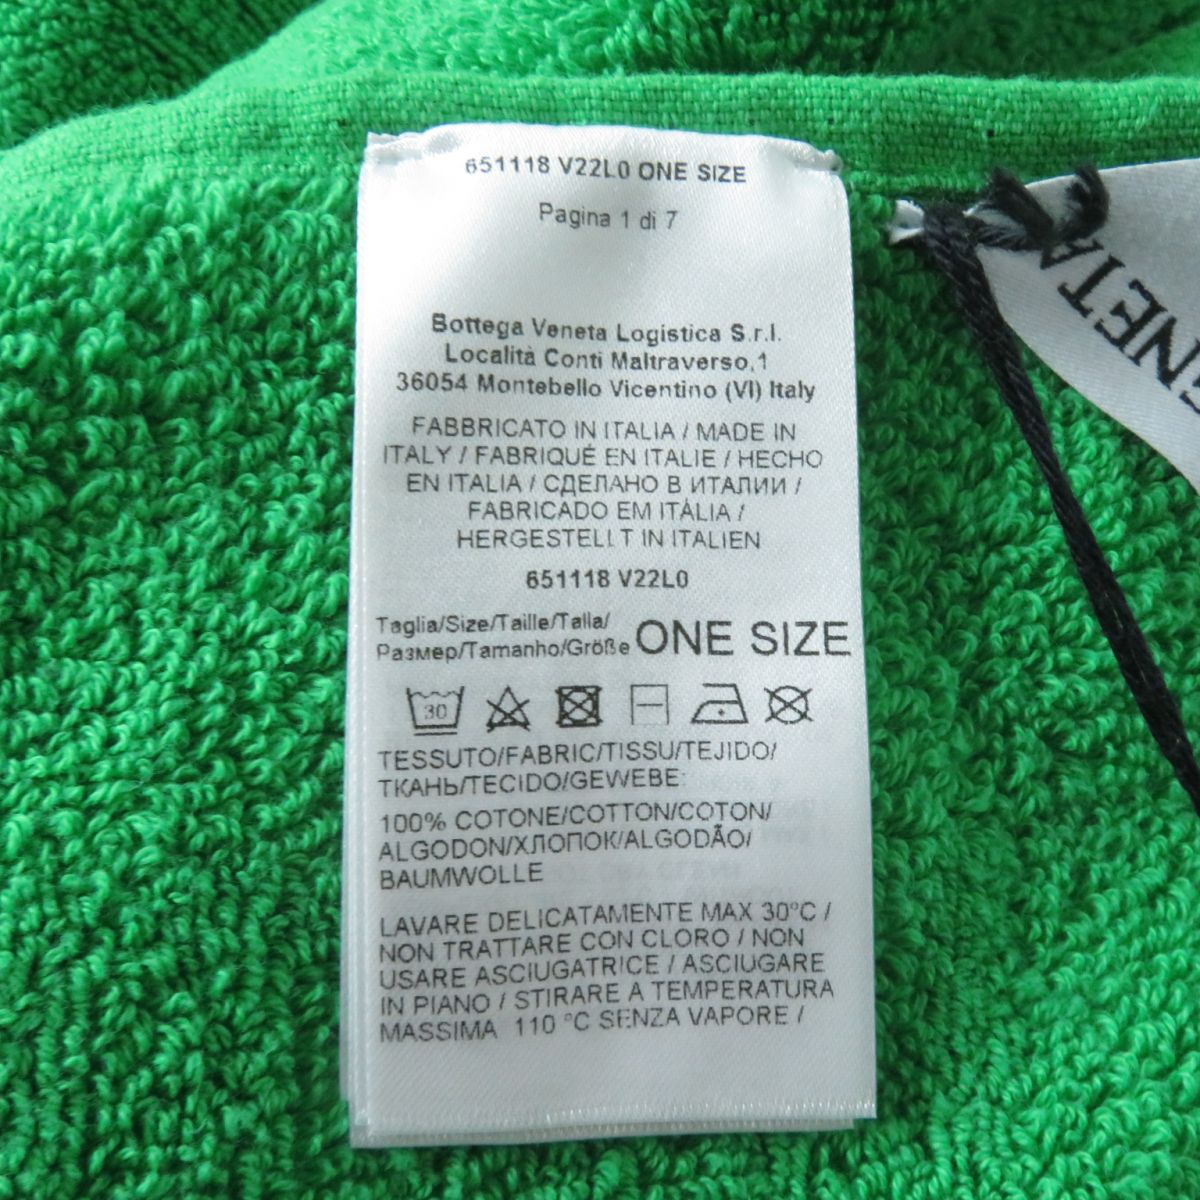 651118 V22L0 ONE SIZE
Pagina 1 di 7
Bottega Veneta Logistica S.r.l.
Località Conti Maltraverso,1
36054 Montebello Vicentino (VI) Italy
FABBRICATO IN ITALIA / MADE IN
ITALY / FABRIQUÉ EN ITALIE / HECHO
EN ITALIA / СДЕЛАНО В ИТАЛИИ /
FABRICADO EM ITÀLIA /
HERGESTELLT IN ITALIEN
651118 V22L0
Taglia/Size/Taille/Talla/
Размер/Tamanho/Größe ONE SIZE
30
TESSUTO/FABRIC/TISSU/TEJIDO/
ТКАНЬ/TECIDO/GEWEBE:
100% COTONE/COTTON/COTON/
ALGODON/ХЛОПОК/ALGODÃO/
BAUMWOLLE
LAVARE DELICATAMENTE MAX 30°C /
NON TRATTARE CON CLORO / NON
USARE ASCIUGATRICE / ASCIUGARE
IN PIANO / STIRARE A TEMPERATURA
MASSIMA 110 °C SENZA VAPORE /